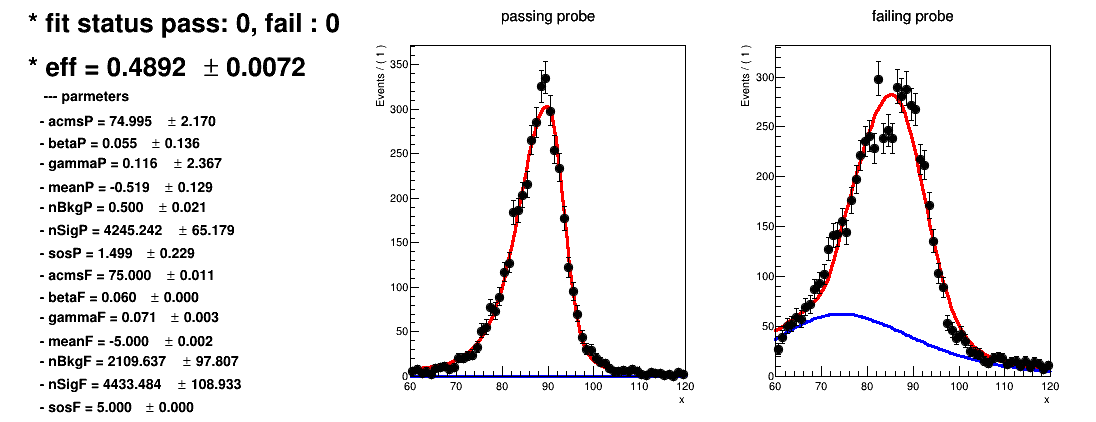 * fit status pass: 0, fail : 0
* eff = 0.4892 ± 0.0072
--- parmeters
- acmsP = 74.995 ± 2.170
- betaP = 0.055 ± 0.136
- gammaP = 0.116 ± 2.367
- meanP = -0.519 ± 0.129
- nBkgP = 0.500 ± 0.021
- nSigP = 4245.242 ± 65.179
- sosP = 1.499 ± 0.229
- acmsF = 75.000 ± 0.011
- betaF = 0.060 ± 0.000
- gammaF = 0.071 ± 0.003
- meanF = -5.000 ± 0.002
- nBkgF = 2109.637 ± 97.807
- nSigF = 4433.484 ± 108.933
- sosF = 5.000 ± 0.000
passing probe
Events / ( 1 )
350
300
250
200
150
100
50
0
60 70 80 90 100 110 120
x
failing probe
Events / ( 1 )
300
250
200
150
100
50
0
60 70 80 90 100 110 120
x